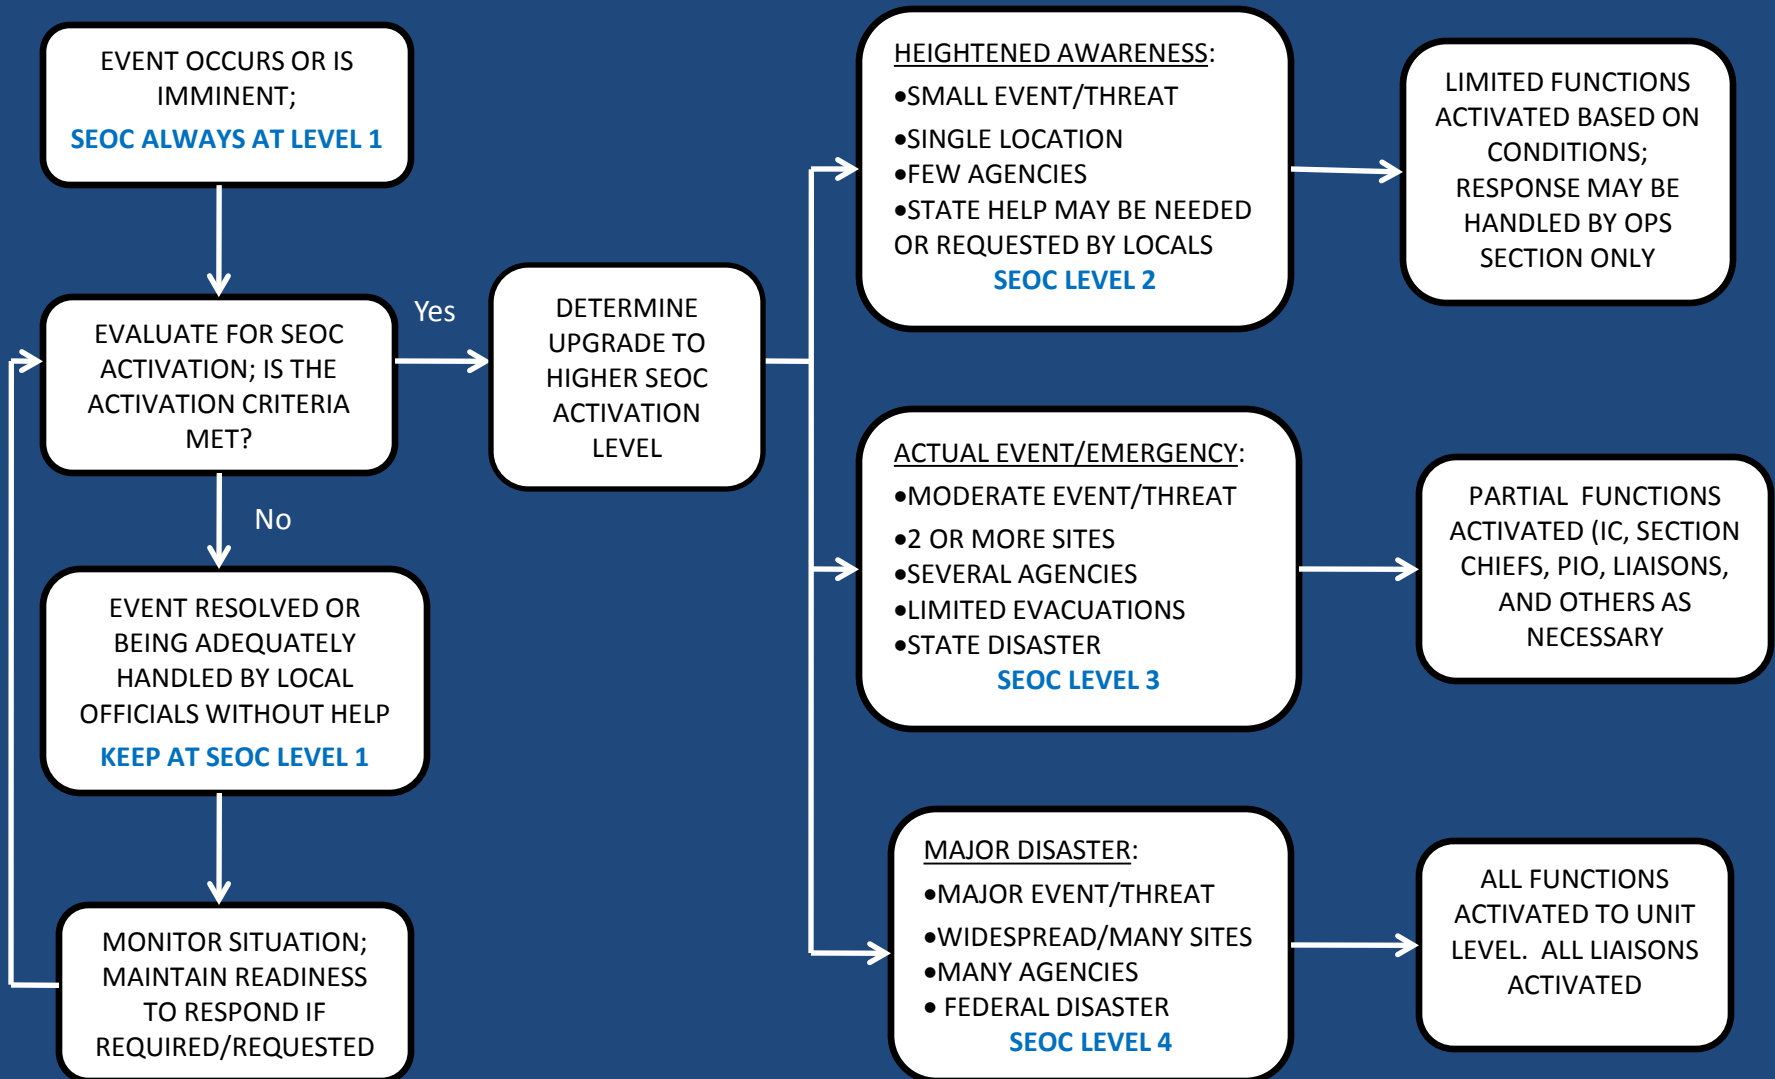 EVENT OCCURS OR IS
IMMINENT;
SEOC ALWAYS AT LEVEL 1
EVALUATE FOR SEOC
ACTIVATION; IS THE
ACTIVATION CRITERIA
MET?
Yes
No
EVENT RESOLVED OR
BEING ADEQUATELY
HANDLED BY LOCAL
OFFICIALS WITHOUT HELP
KEEP AT SEOC LEVEL 1
MONITOR SITUATION;
MAINTAIN READINESS
TO RESPOND IF
REQUIRED/REQUESTED
DETERMINE
UPGRADE TO
HIGHER SEOC
ACTIVATION
LEVEL
HEIGHTENED AWARENESS:
•SMALL EVENT/THREAT
•SINGLE LOCATION
•FEW AGENCIES
•STATE HELP MAY BE NEEDED
OR REQUESTED BY LOCALS
SEOC LEVEL 2
LIMITED FUNCTIONS
ACTIVATED BASED ON
CONDITIONS;
RESPONSE MAY BE
HANDLED BY OPS
SECTION ONLY
ACTUAL EVENT/EMERGENCY:
•MODERATE EVENT/THREAT
•2 OR MORE SITES
•SEVERAL AGENCIES
•LIMITED EVACUATIONS
•STATE DISASTER
SEOC LEVEL 3
PARTIAL  FUNCTIONS
ACTIVATED (IC, SECTION
CHIEFS, PIO, LIAISONS,
AND OTHERS AS
NECESSARY
MAJOR DISASTER:
•MAJOR EVENT/THREAT
•WIDESPREAD/MANY SITES
•MANY AGENCIES
• FEDERAL DISASTER
SEOC LEVEL 4
ALL FUNCTIONS
ACTIVATED TO UNIT
LEVEL.  ALL LIAISONS
ACTIVATED